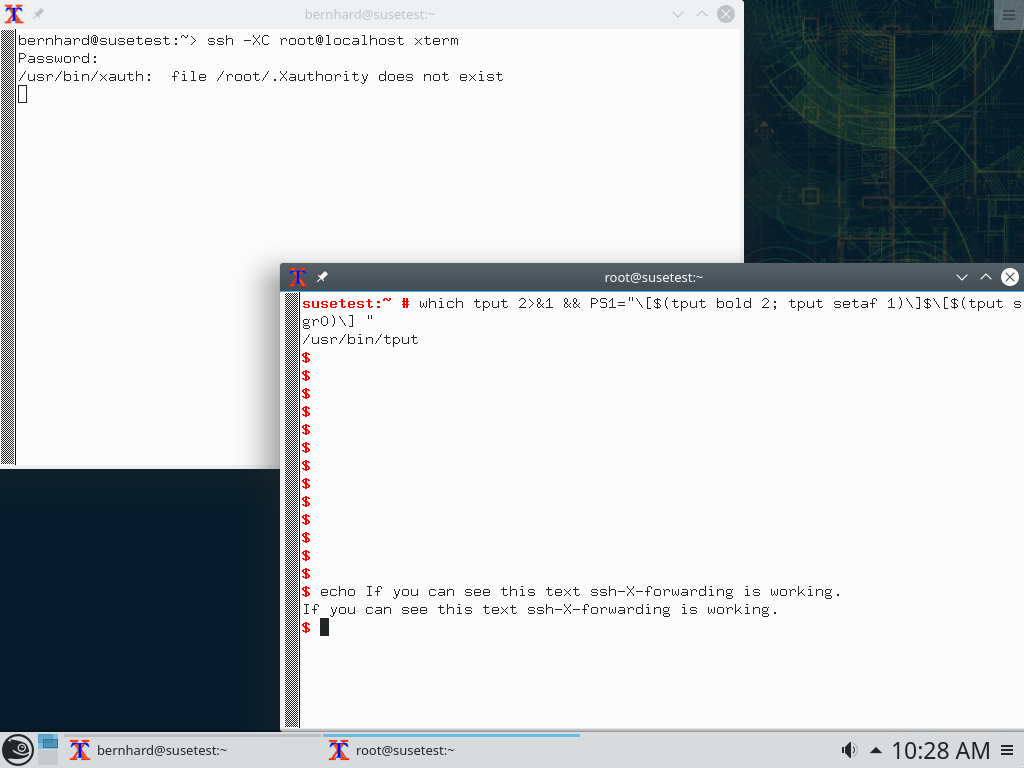 bernhard@susetest:~
bernhard@susetest:~> ssh -XC root@localhost xterm
Password:
/usr/bin/xauth:  file /root/.Xauthority does not exist
root@susetest:~
susetest:~ # which tput 2>&1 && PS1="\[$(tput bold 2; tput setaf 1)\]$\[$(tput s
gr0)\] "
/usr/bin/tput
$
$
$
$
$
$
$
$
$
$
$
$
$
$ echo If you can see this text ssh-X-forwarding is working.
If you can see this text ssh-X-forwarding is working.
$
bernhard@susetest:~
root@susetest:~
10:28 AM